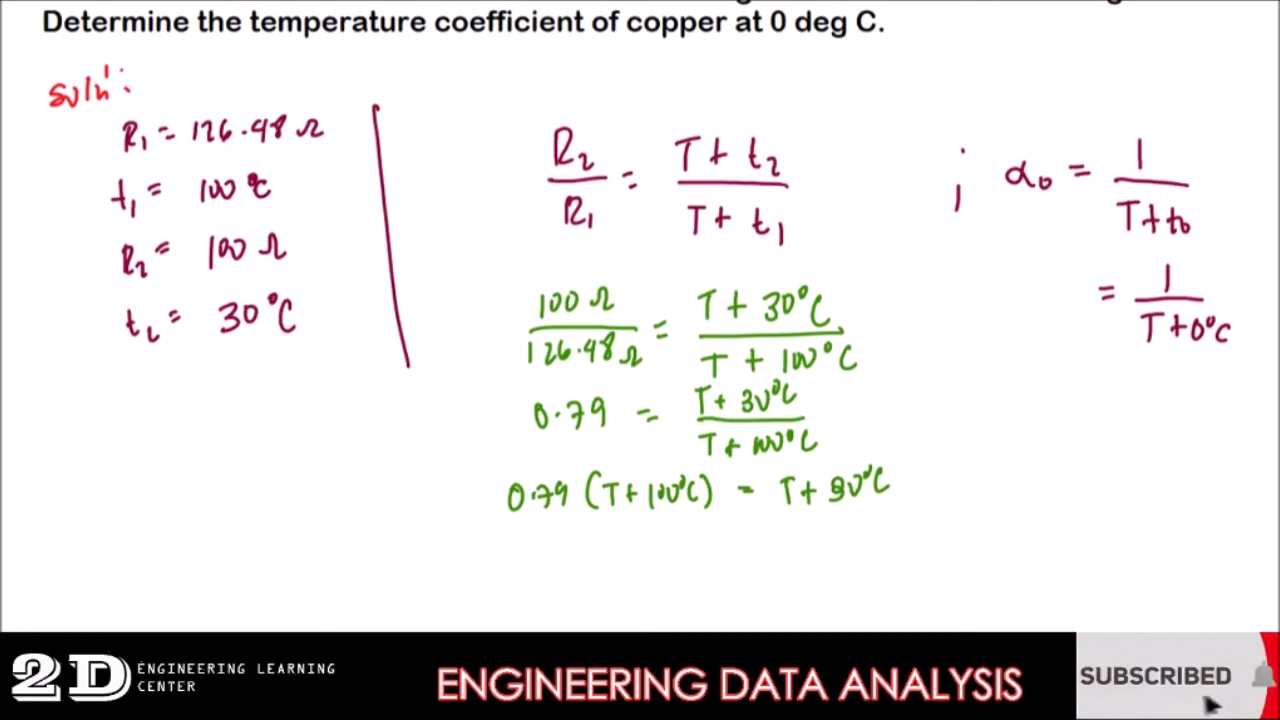 Determine the temperature coefficient of copper at 0 deg C.
soln':
R₁ = 126.48 Ω
t₁ = 100°C
R₂ = 100 Ω
t₂ = 30°C
R₂/R₁ = T + t₂/T + t₁ ; α₀ = 1/T + t₀
= 1/T + 0°C
100 Ω/126.48 Ω = T + 30°C/T + 100°C
0.79 = T + 30°C/T + 100°C
0.79 (T + 100°C) = T + 30°C
2D ENGINEERING LEARNING
CENTER
ENGINEERING DATA ANALYSIS
SUBSCRIBED